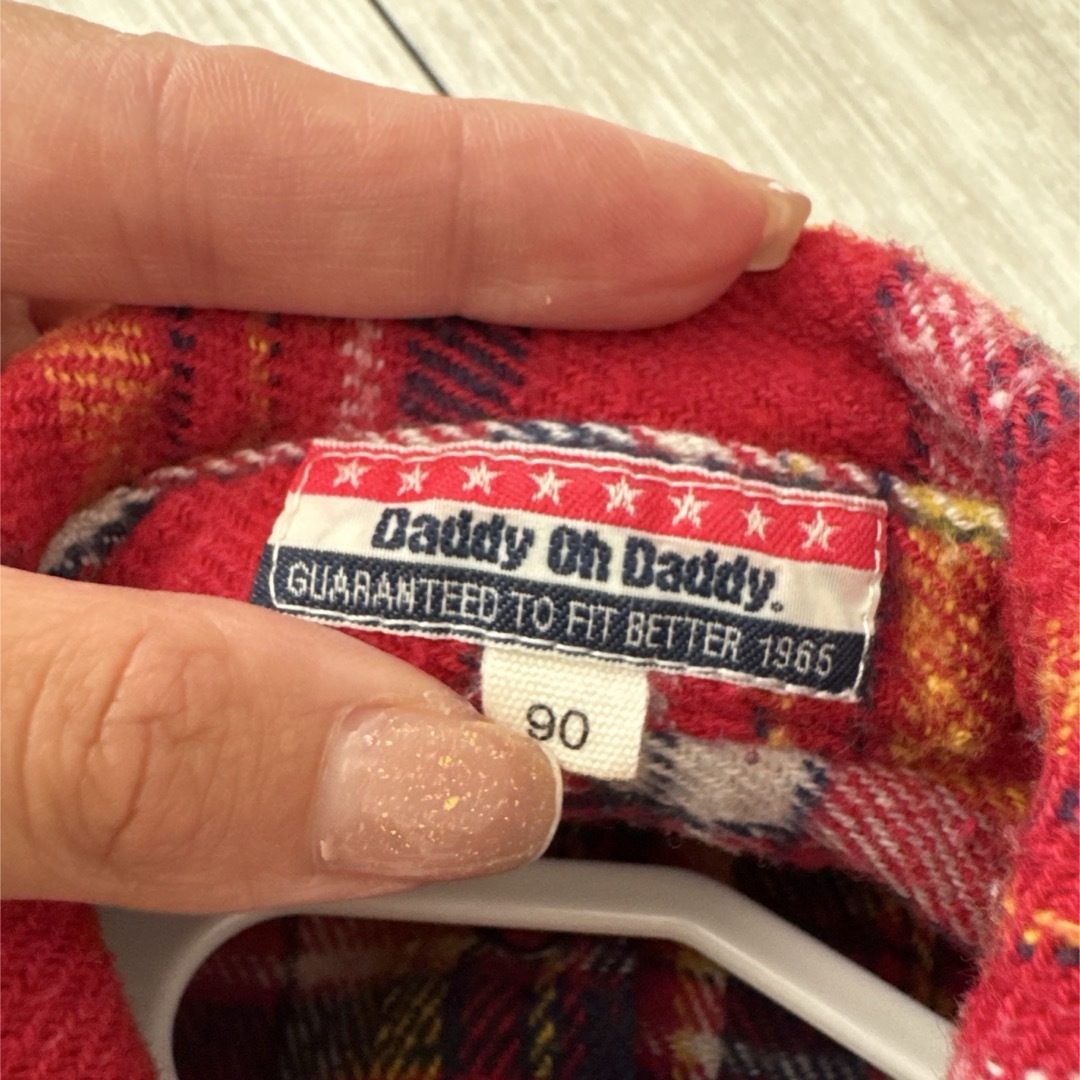 Daddy Oh Daddy.
GUARANTEED TO FIT BETTER 1965
90